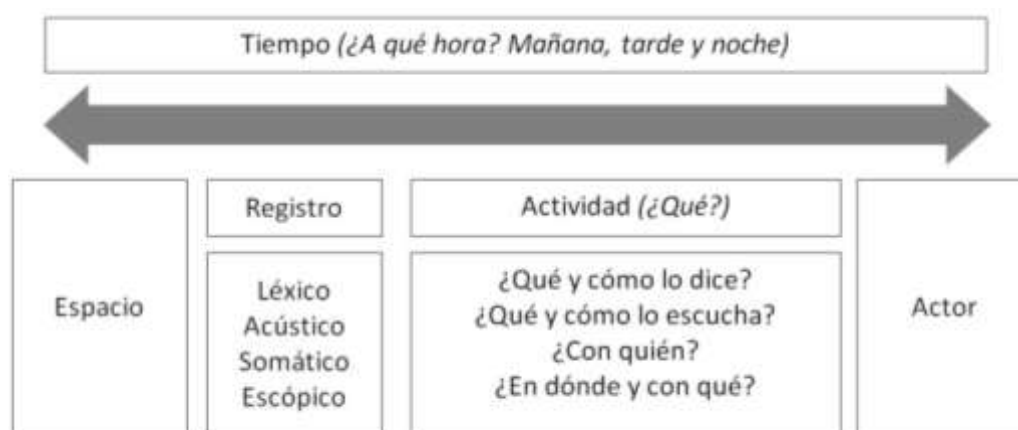 Tiempo (¿A qué hora? Mañana, tarde y noche)
Espacio
Registro
Léxico
Acústico
Somático
Escópico
Actividad (¿Qué?)
¿Qué y cómo lo dice?
¿Qué y cómo lo escucha?
¿Con quién?
¿En dónde y con qué?
Actor